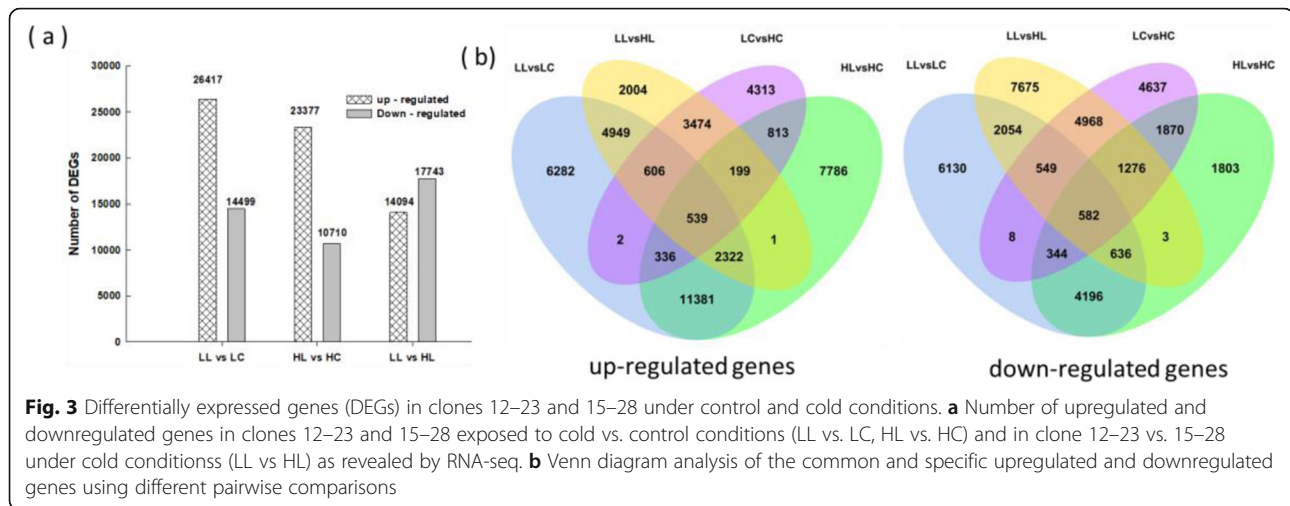 ( a )
30000
25000
20000
15000
10000
5000
0
Number of DEGs
26417
14499
23377
10710
14094
17743
up - regulated
Down - regulated
LL vs LC
HL vs HC
LL vs HL
( b )
LLvsLC
LLvsHL
LCvsHC
HLvsHC
2004
4313
4949
3474
813
6282
606
199
7786
539
2
1
336
2322
11381
up-regulated genes
LLvsLC
LLvsHL
LCvsHC
HLvsHC
7675
4637
2054
4968
1870
6130
549
1276
1803
582
8
3
344
636
4196
down-regulated genes
Fig. 3 Differentially expressed genes (DEGs) in clones 12–23 and 15–28 under control and cold conditions. a Number of upregulated and
downregulated genes in clones 12–23 and 15–28 exposed to cold vs. control conditions (LL vs. LC, HL vs. HC) and in clone 12–23 vs. 15–28
under cold conditionss (LL vs HL) as revealed by RNA-seq. b Venn diagram analysis of the common and specific upregulated and downregulated
genes using different pairwise comparisons